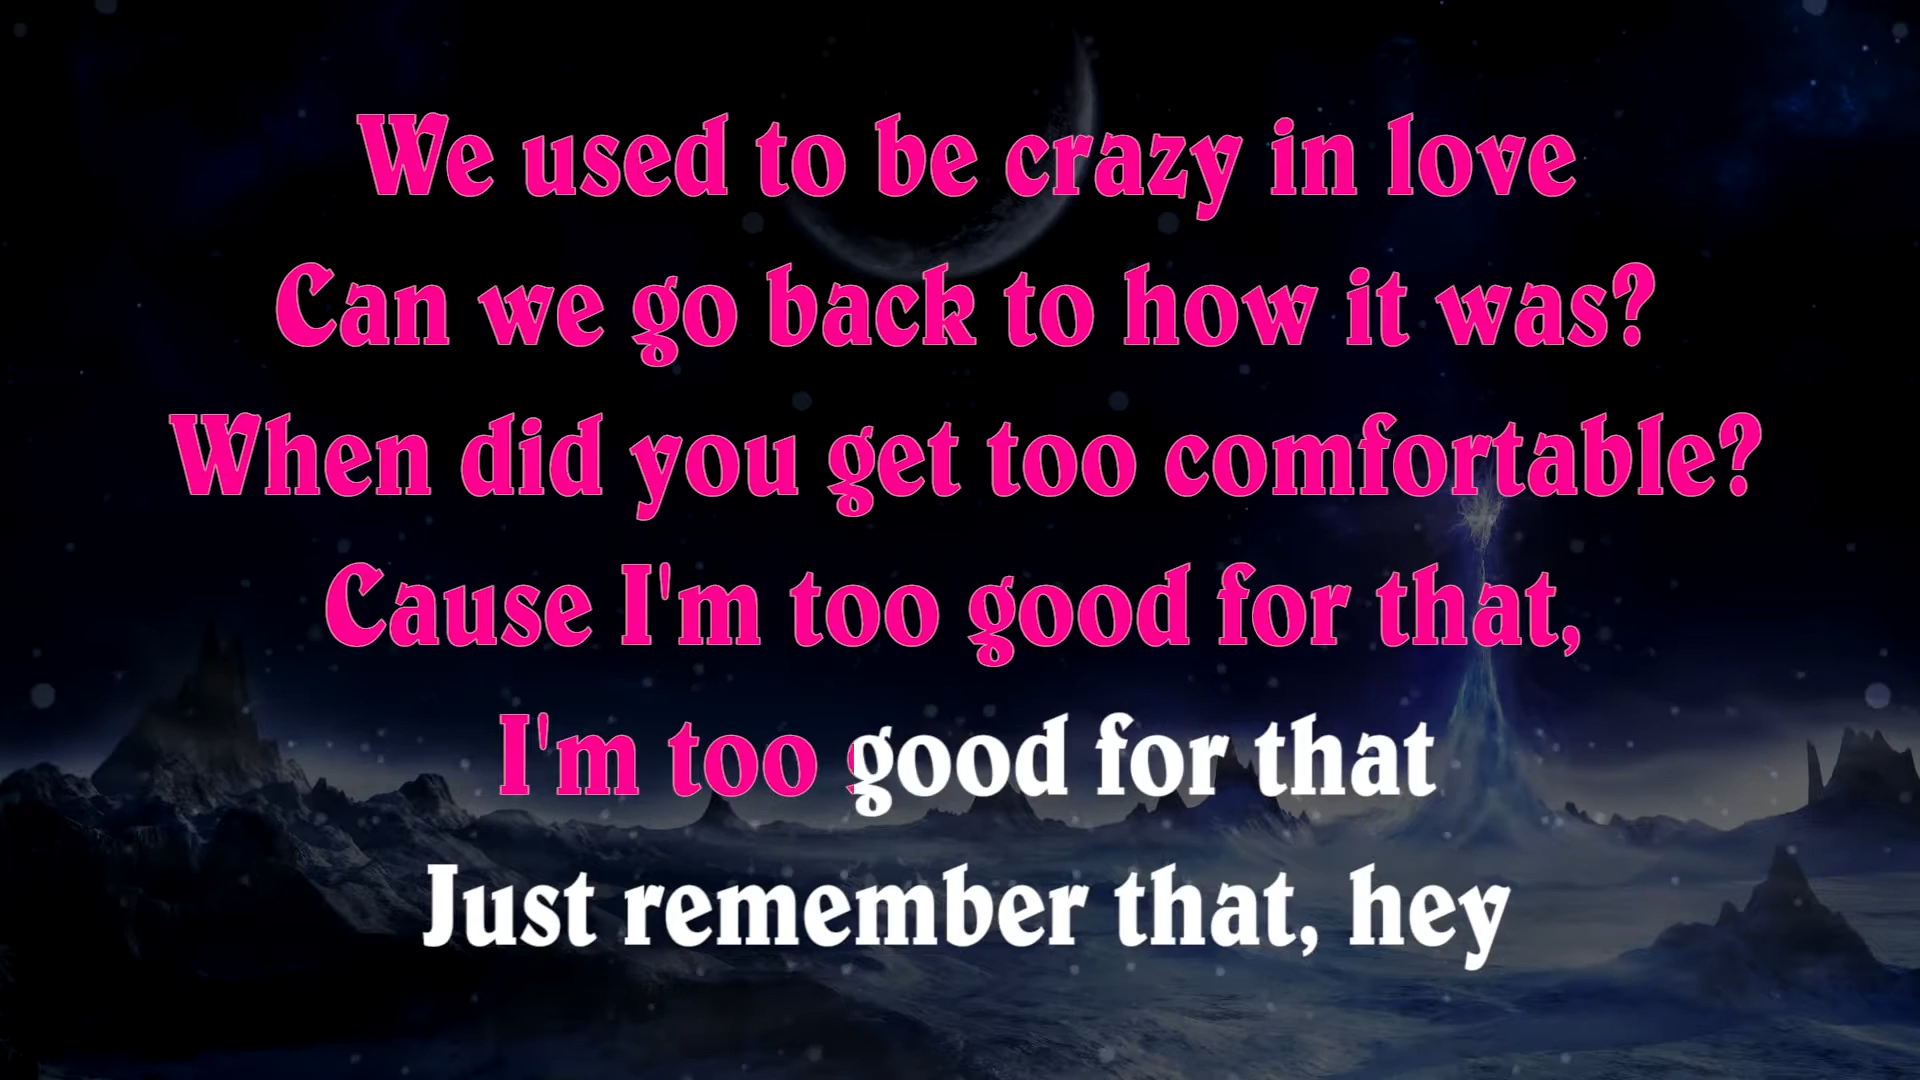 We used to be crazy in love
Can we go back to how it was?
When did you get too comfortable?
Cause I'm too good for that,
I'm too good for that
Just remember that, hey